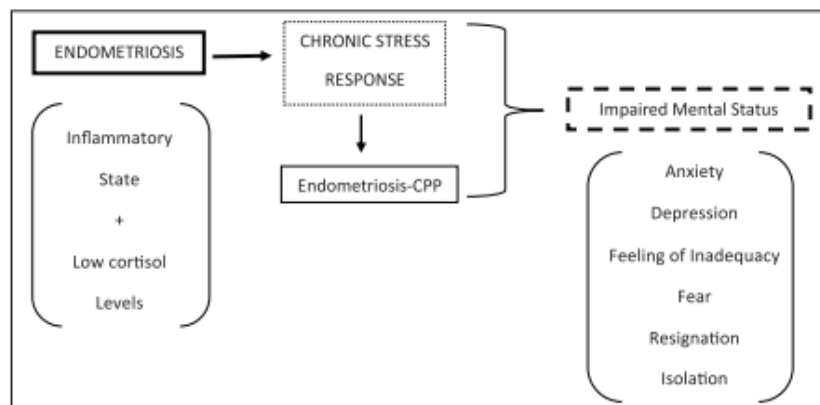 ENDOMETRIOSIS
Inflammatory
State
+
Low cortisol
Levels
CHRONIC STRESS
RESPONSE
Endometriosis-CPP
Impaired Mental Status
Anxiety
Depression
Feeling of Inadequacy
Fear
Resignation
Isolation